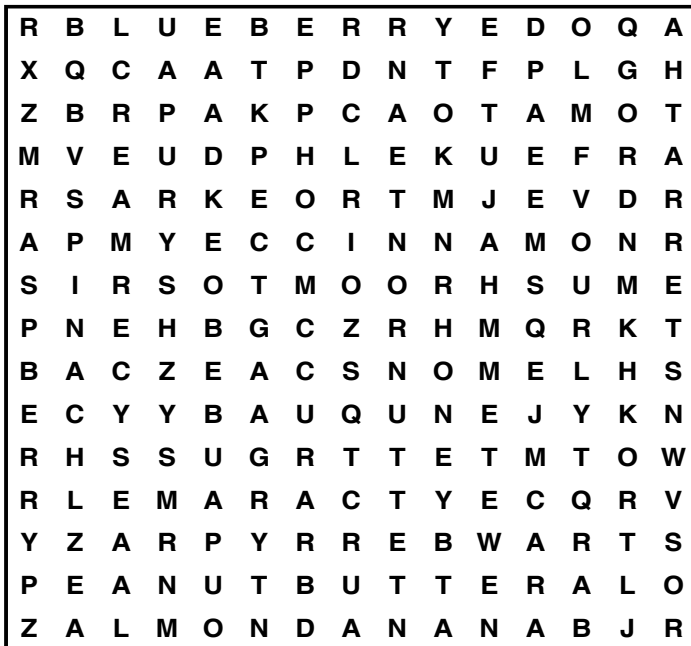 R B L U E B E R R Y E D O Q A
X Q C A A T P D N T F P L G H
Z B R P A K P C A O T A M O T
M V E U D P H L E K U E F R A
R S A R K E O R T M J E V D R
A P M Y E C C I N N A M O N R
S I R S O T M O O R H S U M E
P N E H B G C Z R H M Q R K T
B A C Z E A C S N O M E L H S
E C Y Y B A U Q U N E J Y K N
R H S S U G R T T E T M T O W
R L E M A R A C T Y E C Q R V
Y Z A R P Y R R E B W A R T S
P E A N U T B U T T E R A L O
Z A L M O N D A N A N A B J R